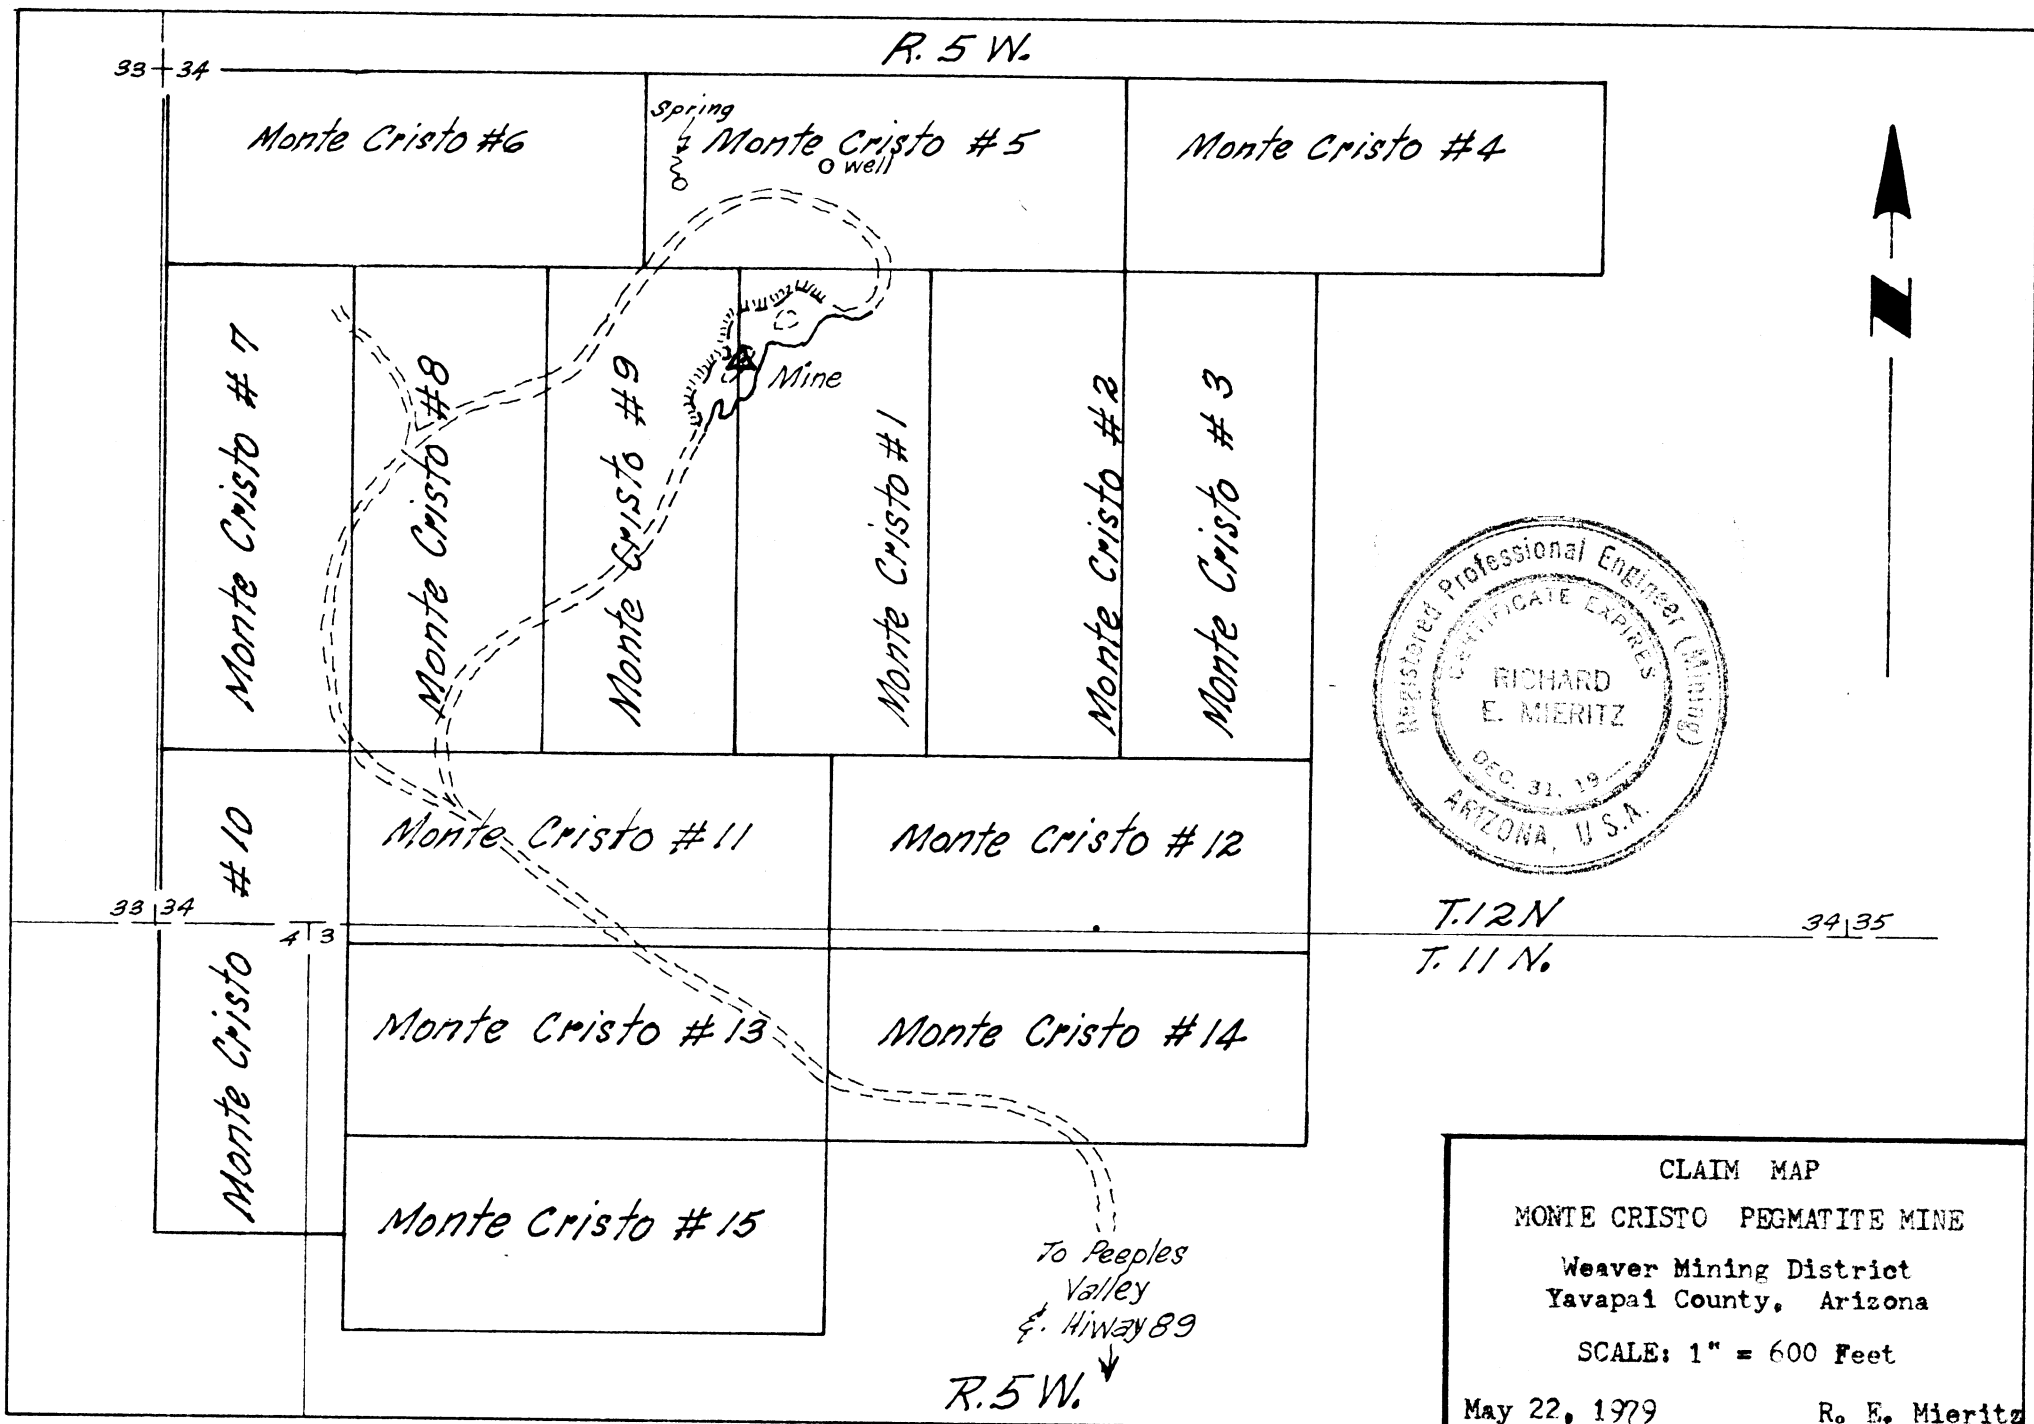 R. 5 W.
33 34
Monte Cristo #6
Spring
Monte Cristo #5
o well
Monte Cristo #4
N
Monte Cristo #7
Monte Cristo #8
Monte Cristo #9
Mine
Monte Cristo #1
Monte Cristo #2
Monte Cristo #3
Registered Professional Engineer (Mining)
CERTIFICATE EXPIRES
RICHARD
E. MIERITZ
DEC. 31, 19
ARIZONA, U.S.A.
Monte Cristo #10
Monte Cristo #11
Monte Cristo #12
33 34
4 3
T.12N
T. 11 N.
34 35
Monte Cristo #13
Monte Cristo #14
Monte Cristo #15
To Peeples
Valley
&. Hiway 89
R.5 W.
CLAIM MAP
MONTE CRISTO PEGMATITE MINE
Weaver Mining District
Yavapai County, Arizona
SCALE: 1" = 600 Feet
May 22, 1979 R. E. Mieritz